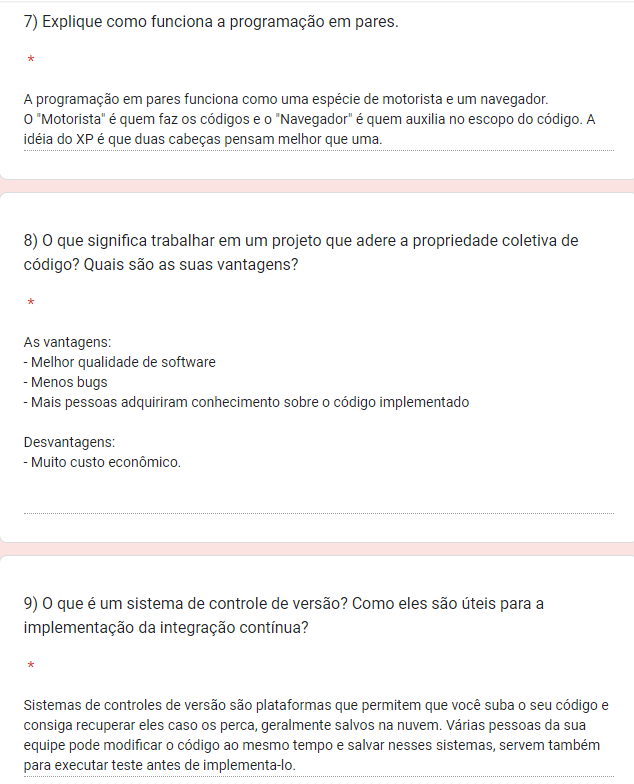 7) Explique como funciona a programação em pares.
*
A programação em pares funciona como uma espécie de motorista e um navegador.
O "Motorista" é quem faz os códigos e o "Navegador" é quem auxilia no escopo do código. A
idéia do XP é que duas cabeças pensam melhor que uma.
8) O que significa trabalhar em um projeto que adere a propriedade coletiva de
código? Quais são as suas vantagens?
*
As vantagens:
- Melhor qualidade de software
- Menos bugs
- Mais pessoas adquiriram conhecimento sobre o código implementado
Desvantagens:
- Muito custo econômico.
9) O que é um sistema de controle de versão? Como eles são úteis para a
implementação da integração contínua?
*
Sistemas de controles de versão são plataformas que permitem que você suba o seu código e
consiga recuperar eles caso os perca, geralmente salvos na nuvem. Várias pessoas da sua
equipe pode modificar o código ao mesmo tempo e salvar nesses sistemas, servem também
para executar teste antes de implementa-lo.